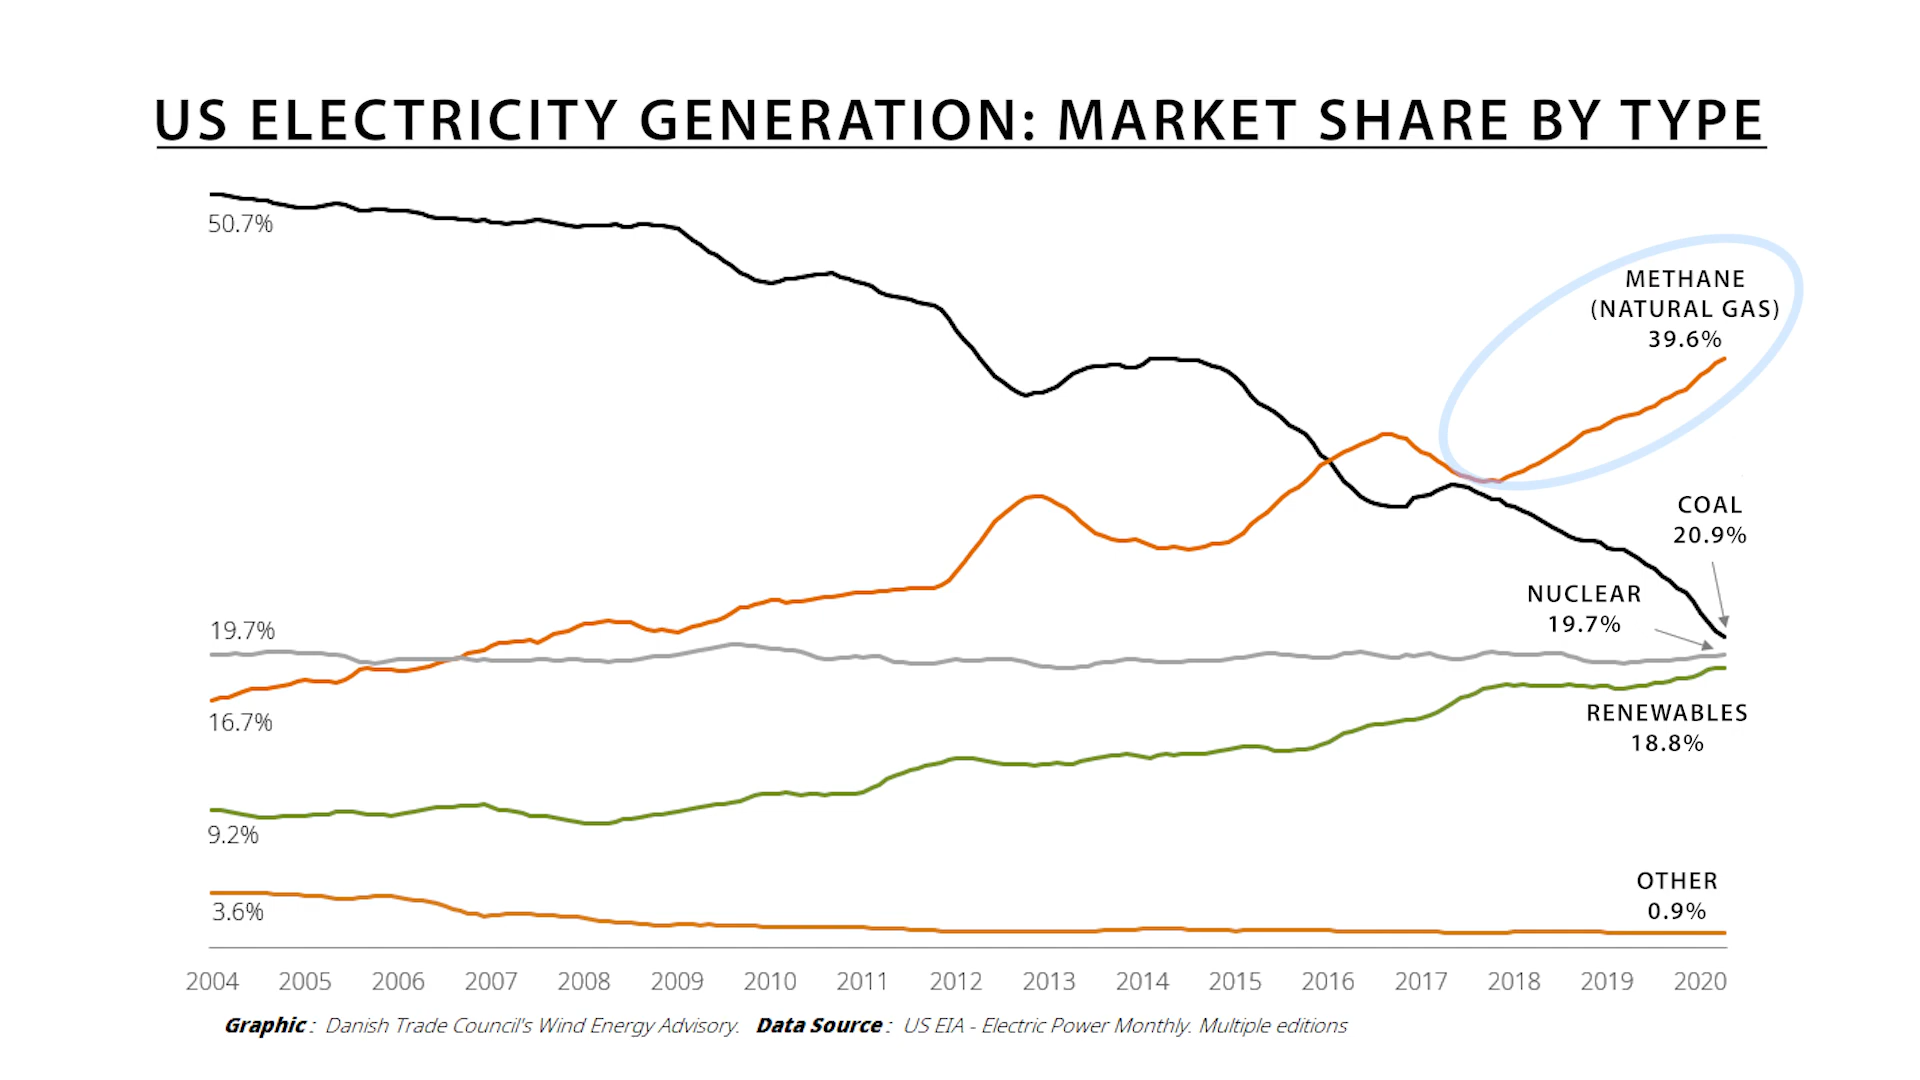 US ELECTRICITY GENERATION: MARKET SHARE BY TYPE
50.7%
METHANE
(NATURAL GAS)
39.6%
COAL
20.9%
NUCLEAR
19.7%
19.7%
16.7%
RENEWABLES
18.8%
9.2%
OTHER
0.9%
3.6%
2004 2005 2006 2007 2008 2009 2010 2011 2012 2013 2014 2015 2016 2017 2018 2019 2020
Graphic : Danish Trade Council's Wind Energy Advisory. Data Source : US EIA - Electric Power Monthly. Multiple editions